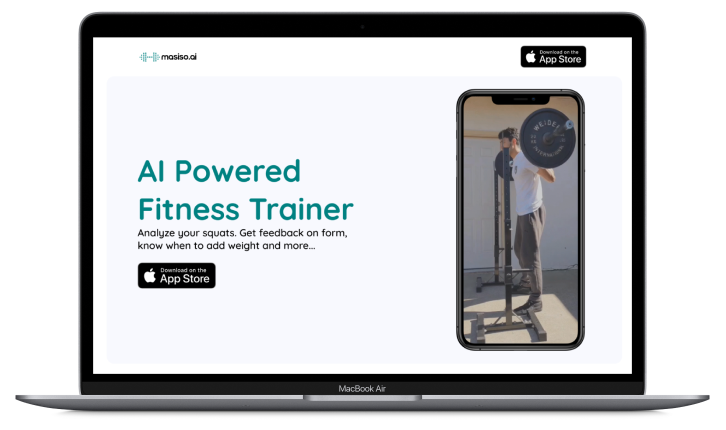 masiso.ai
Download on the
App Store
AI Powered
Fitness Trainer
Analyze your squats. Get feedback on form,
know when to add weight and more...
Download on the
App Store
WEIDER
INTERNATIONAL
MacBook Air